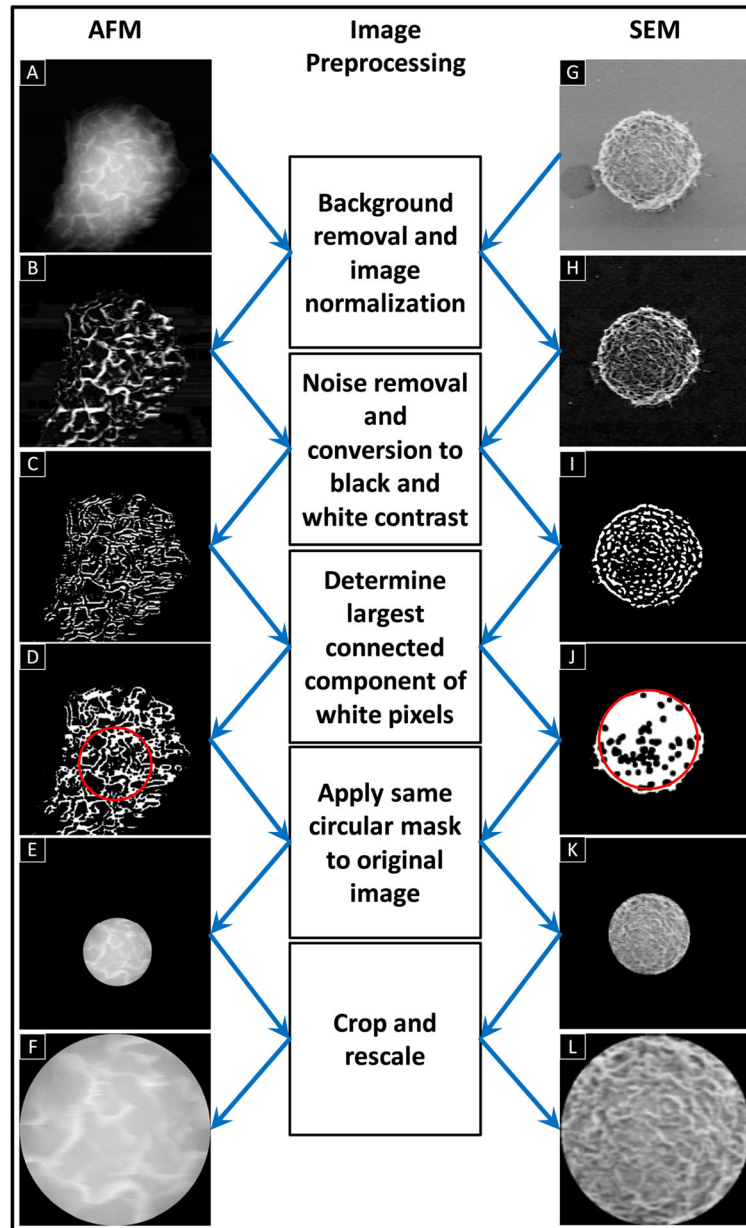 AFM
Image
Preprocessing
SEM
A
G
Background
removal and
image
normalization
B
H
Noise removal
and
conversion to
black and
white contrast
C
I
Determine
largest
connected
component of
white pixels
D
J
Apply same
circular mask
to original
image
E
K
Crop and
rescale
F
L